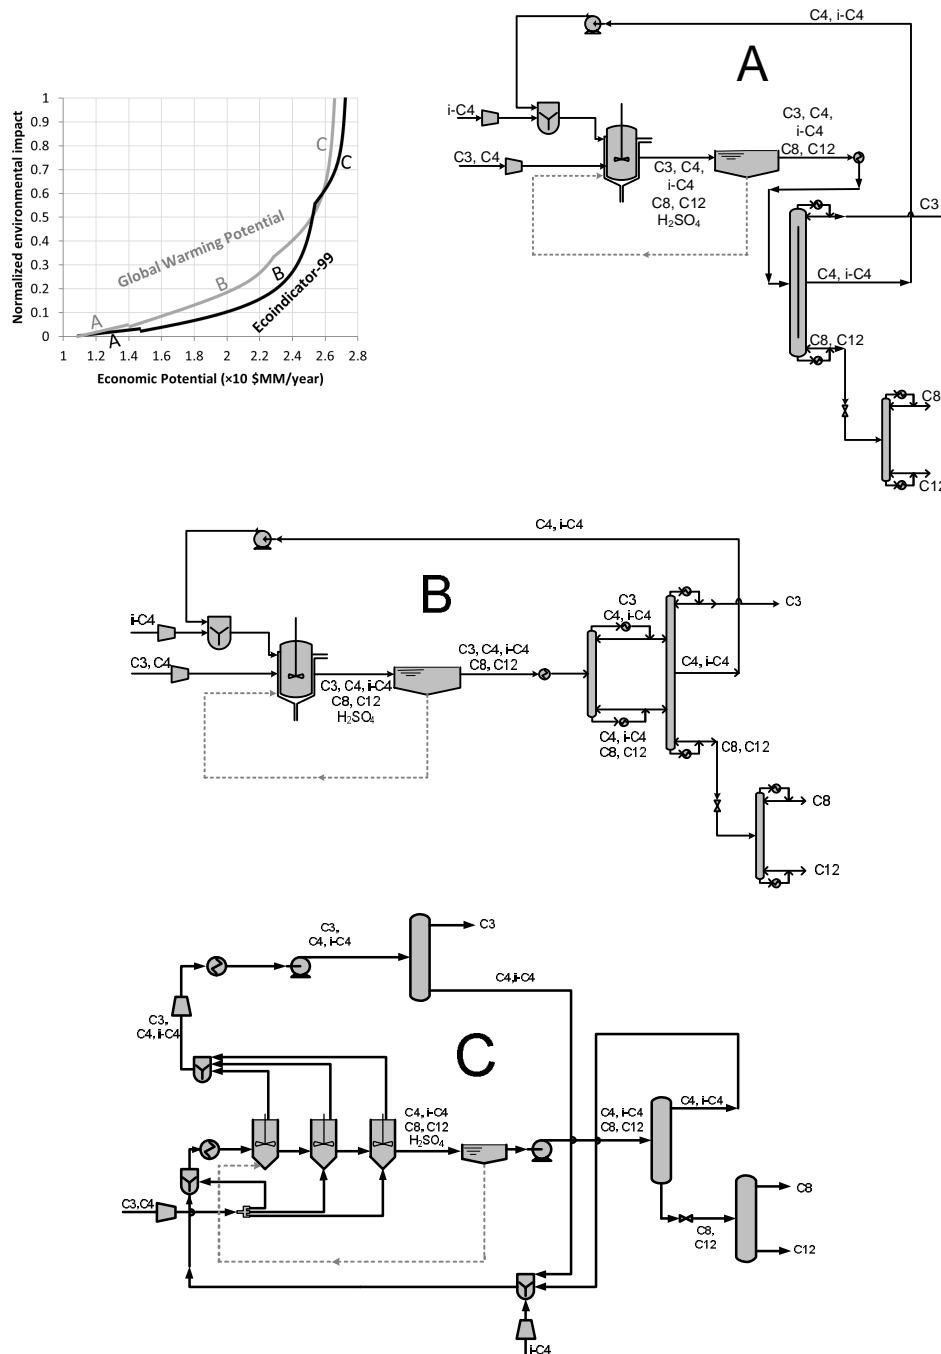 Normalized environmental impact
1
0.9
0.8
0.7
0.6
0.5
0.4
0.3
0.2
0.1
0
1 1.2 1.4 1.6 1.8 2 2.2 2.4 2.6 2.8
Economic Potential (×10 $MM/year)
Global Warming Potential
Ecoindicator-99
A
A
B
B
C
C
A
C4, i-C4
i-C4
C3, C4
C3, C4,
i-C4
C8, C12
H2SO4
C3, C4,
i-C4
C8, C12
C3
C4, i-C4
C8, C12
C8
C12
B
C4, i-C4
i-C4
C3, C4
C3, C4, i-C4
C8, C12
H2SO4
C3, C4, i-C4
C8, C12
C3
C4, i-C4
C4, i-C4
C8, C12
C3
C4, i-C4
C8, C12
C8
C12
C
C3,
C4, i-C4
C3
C4,i-C4
C3,
C4, i-C4
C4, i-C4
C8, C12
H2SO4
C4, i-C4
C8, C12
C4, i-C4
C3,C4
C8,
C12
C8
C12
i-C4